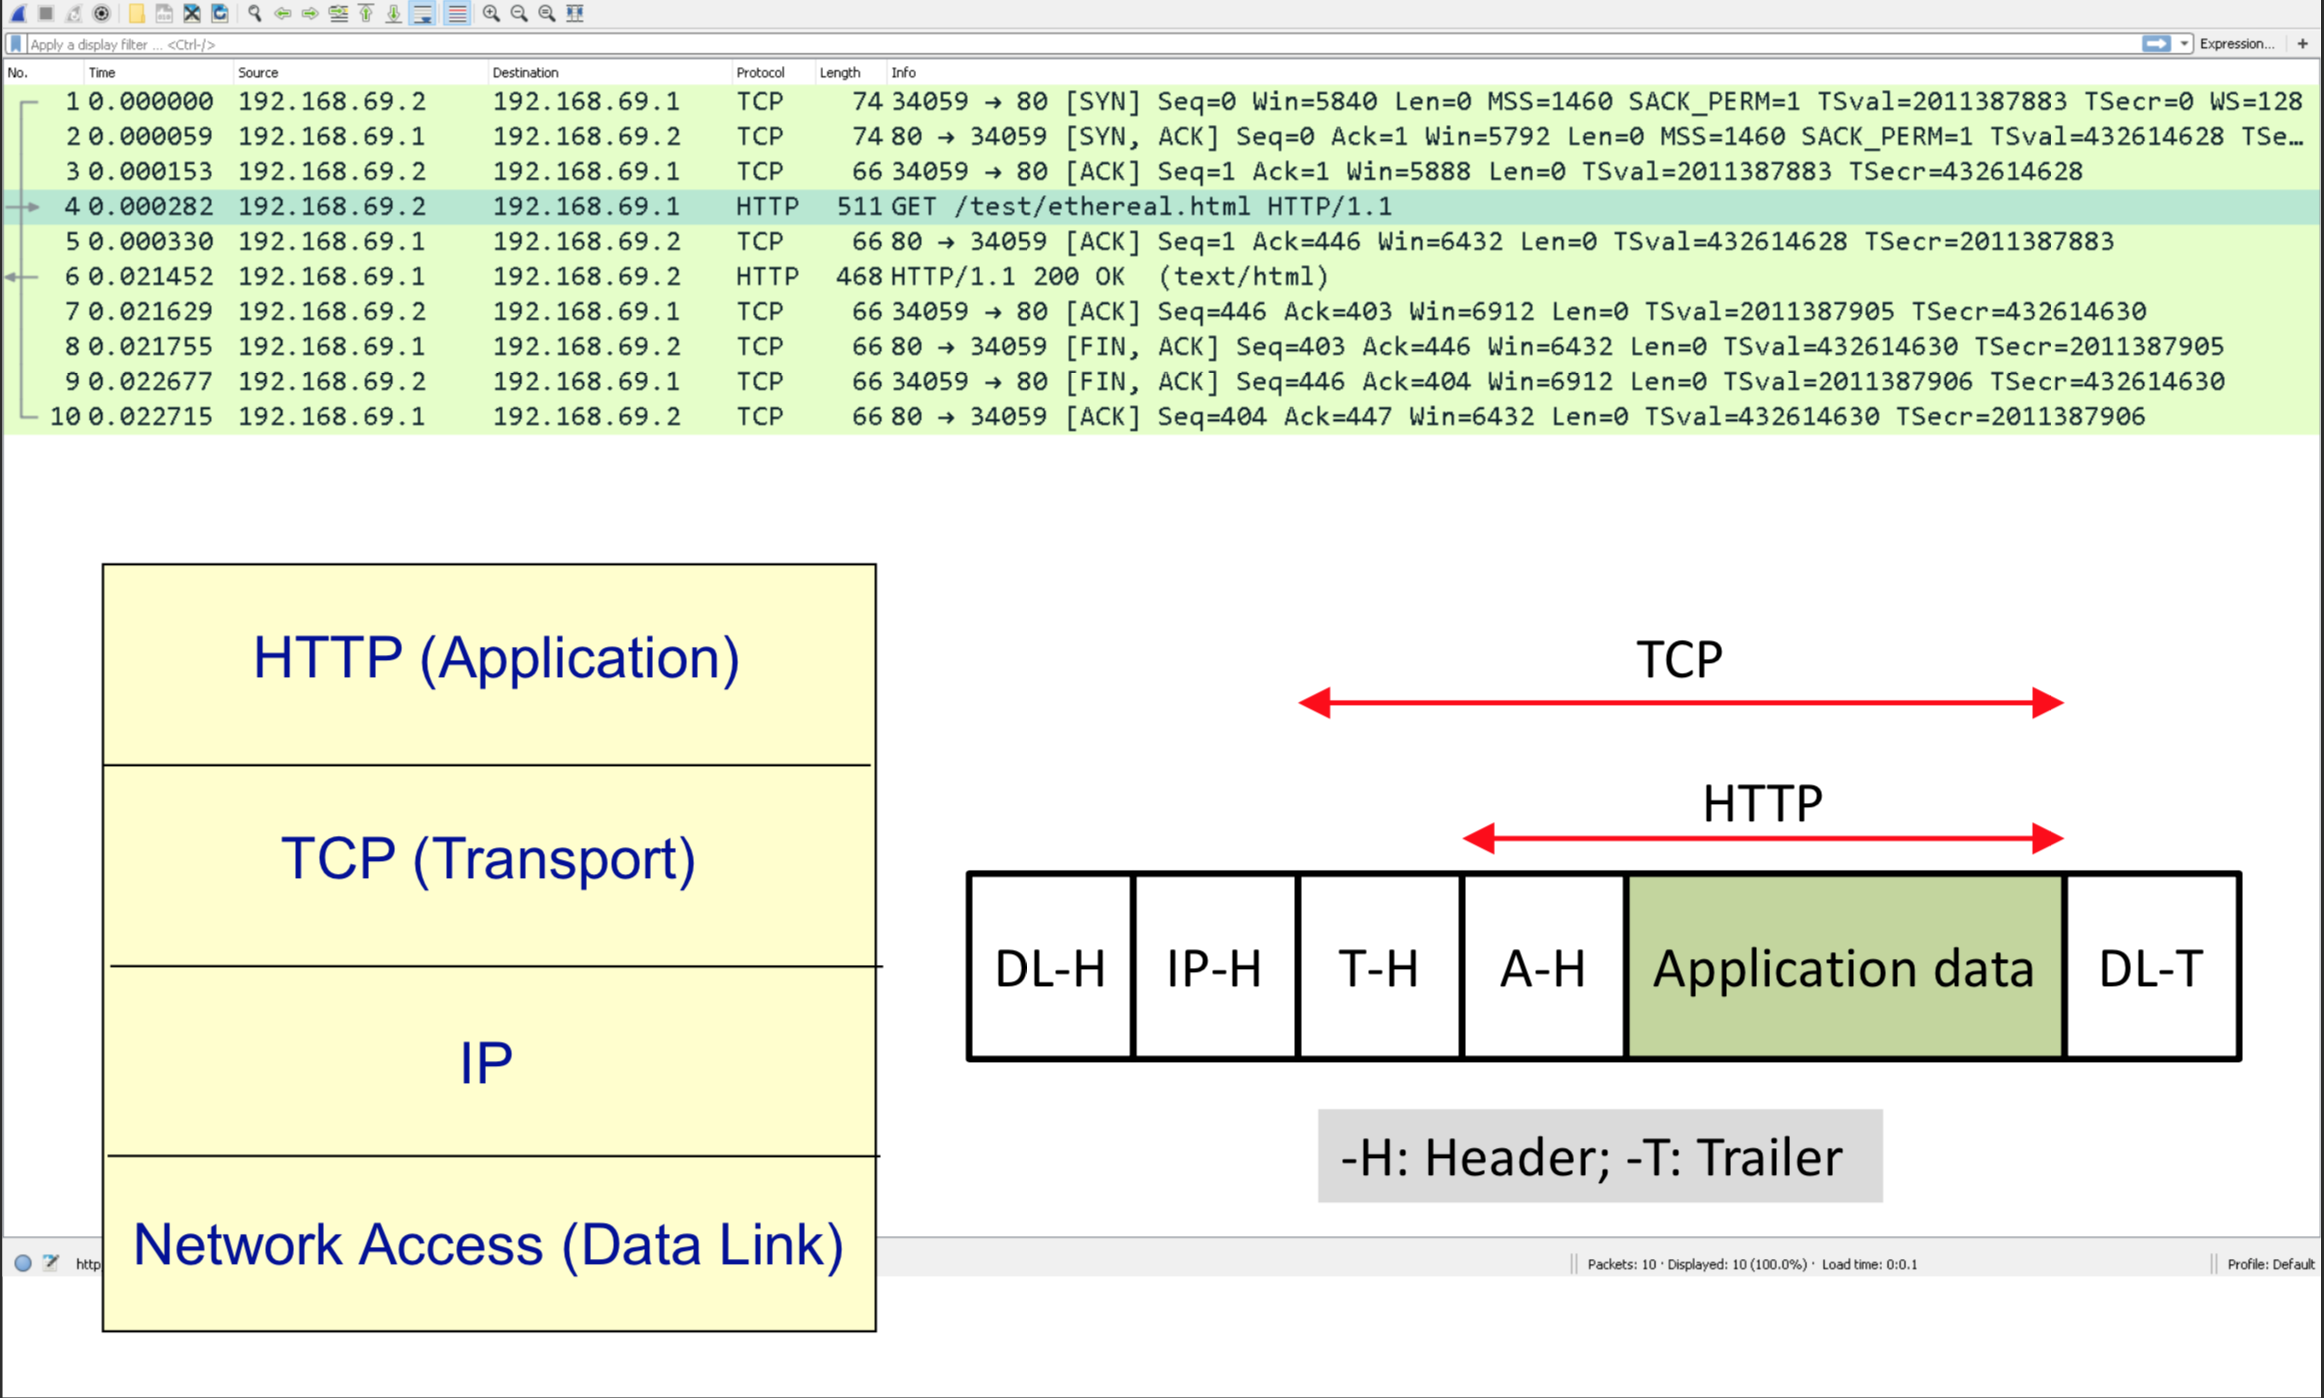 Apply a display filter ... <Ctrl-/>
Expression... +
No. Time Source Destination Protocol Length Info
1 0.000000 192.168.69.2 192.168.69.1 TCP 74 34059 → 80 [SYN] Seq=0 Win=5840 Len=0 MSS=1460 SACK_PERM=1 TSval=2011387883 TSecr=0 WS=128
2 0.000059 192.168.69.1 192.168.69.2 TCP 74 80 → 34059 [SYN, ACK] Seq=0 Ack=1 Win=5792 Len=0 MSS=1460 SACK_PERM=1 TSval=432614628 TSe…
3 0.000153 192.168.69.2 192.168.69.1 TCP 66 34059 → 80 [ACK] Seq=1 Ack=1 Win=5888 Len=0 TSval=2011387883 TSecr=432614628
4 0.000282 192.168.69.2 192.168.69.1 HTTP 511 GET /test/ethereal.html HTTP/1.1
5 0.000330 192.168.69.1 192.168.69.2 TCP 66 80 → 34059 [ACK] Seq=1 Ack=446 Win=6432 Len=0 TSval=432614628 TSecr=2011387883
6 0.021452 192.168.69.1 192.168.69.2 HTTP 468 HTTP/1.1 200 OK (text/html)
7 0.021629 192.168.69.2 192.168.69.1 TCP 66 34059 → 80 [ACK] Seq=446 Ack=403 Win=6912 Len=0 TSval=2011387905 TSecr=432614630
8 0.021755 192.168.69.1 192.168.69.2 TCP 66 80 → 34059 [FIN, ACK] Seq=403 Ack=446 Win=6432 Len=0 TSval=432614630 TSecr=2011387905
9 0.022677 192.168.69.2 192.168.69.1 TCP 66 34059 → 80 [FIN, ACK] Seq=446 Ack=404 Win=6912 Len=0 TSval=2011387906 TSecr=432614630
10 0.022715 192.168.69.1 192.168.69.2 TCP 66 80 → 34059 [ACK] Seq=404 Ack=447 Win=6432 Len=0 TSval=432614630 TSecr=2011387906
HTTP (Application)
TCP (Transport)
IP
Network Access (Data Link)
TCP
HTTP
DL-H IP-H T-H A-H Application data DL-T
-H: Header; -T: Trailer
http
Packets: 10 · Displayed: 10 (100.0%) · Load time: 0:0.1
Profile: Default